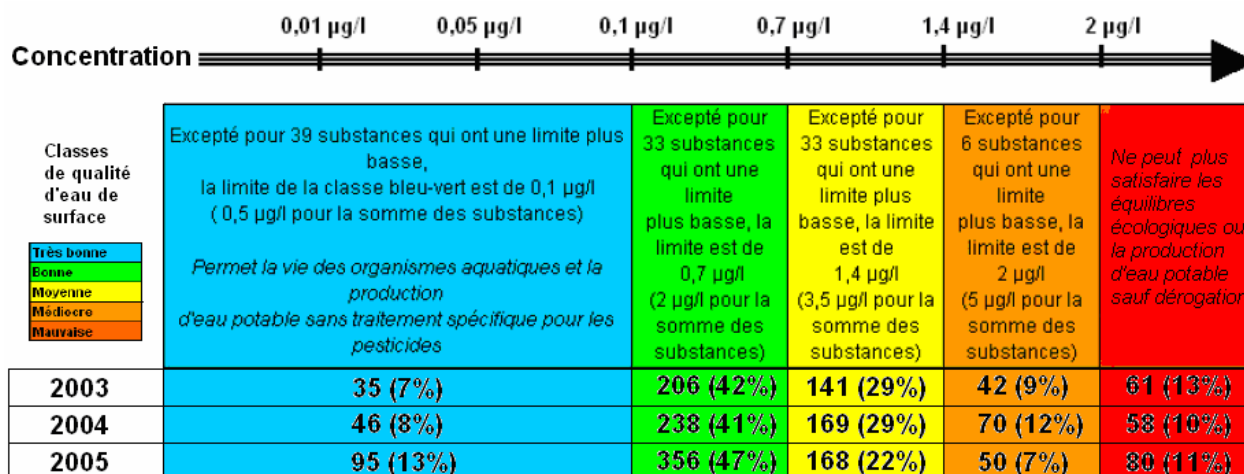 0,01 µg/l 0,05 µg/l 0,1 µg/l 0,7 µg/l 1,4 µg/l 2 µg/l
Concentration
Classes
de qualité
d'eau de
surface
Très bonne
Bonne
Moyenne
Médiocre
Mauvaise
Excepté pour 39 substances qui ont une limite plus
basse,
la limite de la classe bleu-vert est de 0,1 µg/l
( 0,5 µg/l pour la somme des substances)
Permet la vie des organismes aquatiques et la
production
d'eau potable sans traitement spécifique pour les
pesticides
Excepté pour
33 substances
qui ont une
limite
plus basse, la
limite est de
0,7 µg/l
(2 µg/l pour la
somme des
substances)
Excepté pour
33 substances
qui ont une
limite plus
basse, la limite
est de
1,4 µg/l
(3,5 µg/l pour la
somme des
substances)
Excepté pour
6 substances
qui ont une
limite
plus basse, la
limite est de
2 µg/l
(5 µg/l pour la
somme des
substances)
Ne peut plus
satisfaire les
équilibres
écologiques ou
la production
d'eau potable
sauf dérogation
2003 35 (7%) 206 (42%) 141 (29%) 42 (9%) 61 (13%)
2004 46 (8%) 238 (41%) 169 (29%) 70 (12%) 58 (10%)
2005 95 (13%) 356 (47%) 168 (22%) 50 (7%) 80 (11%)